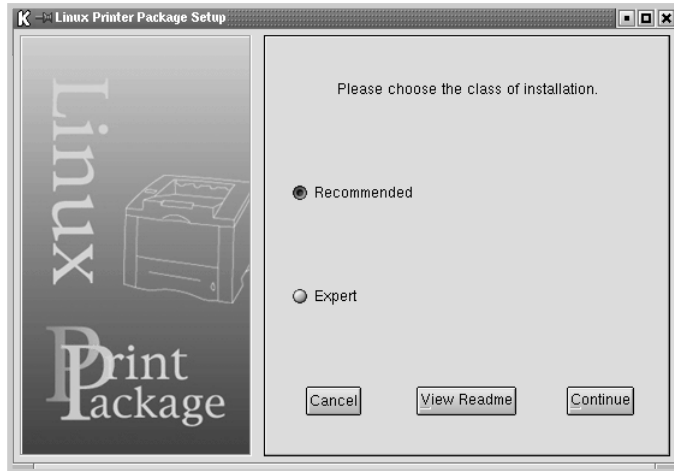 Linux Printer Package Setup
Linux
Print
Package
Please choose the class of installation.
Recommended
Expert
Cancel
View Readme
Continue